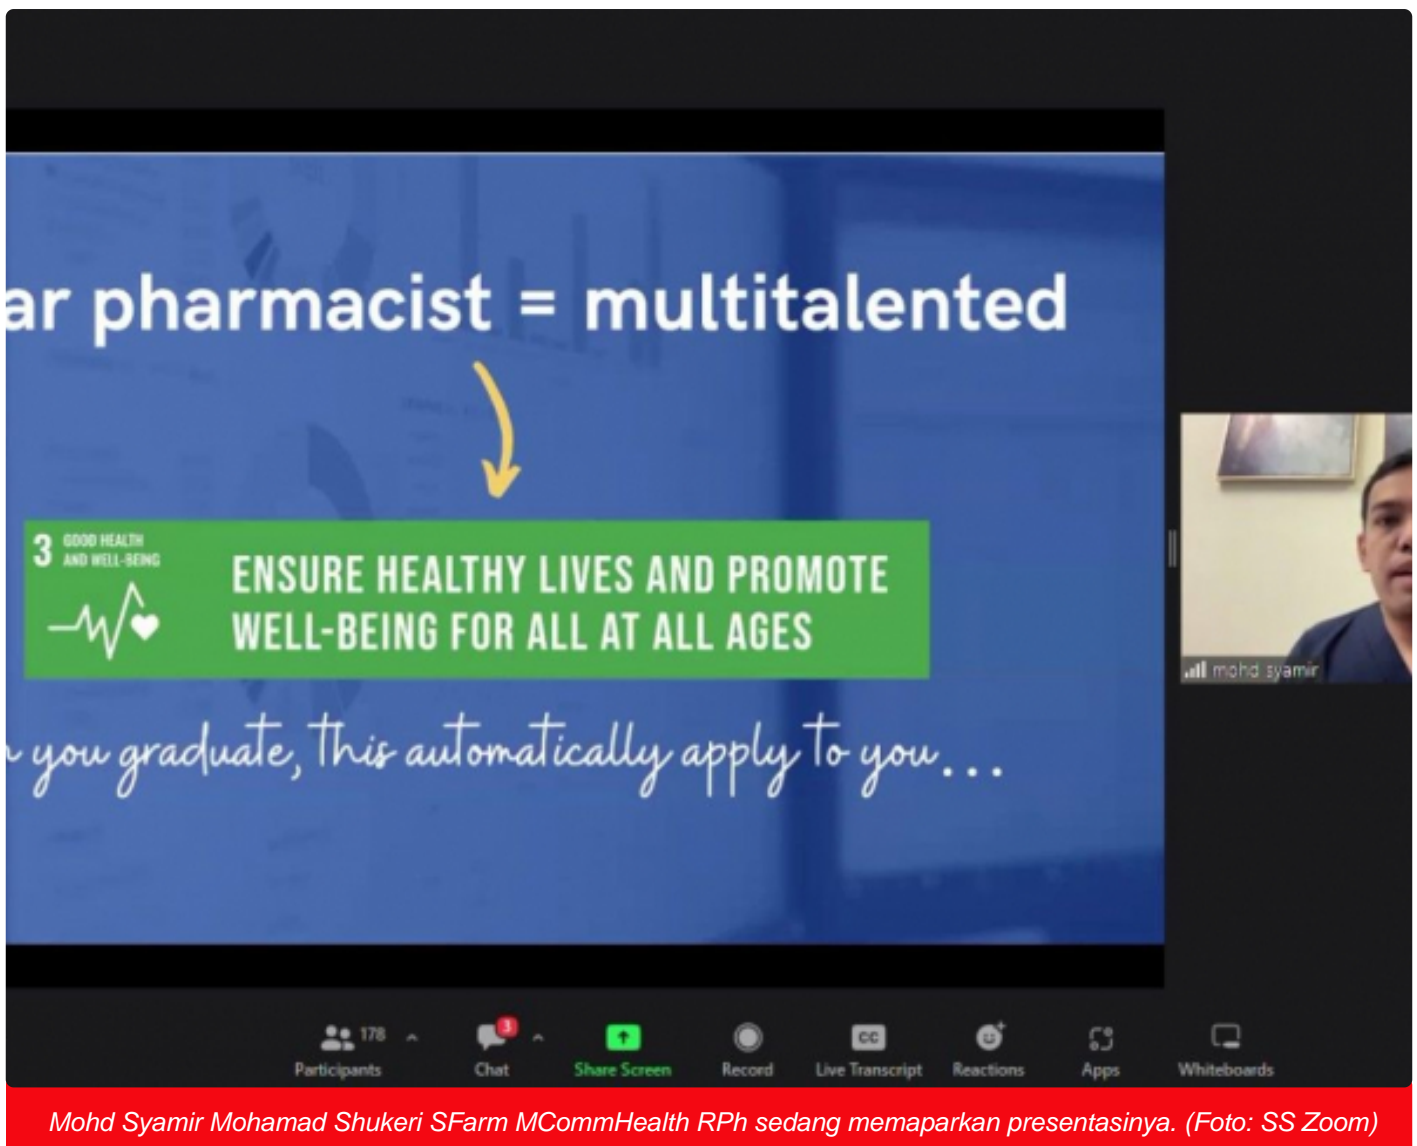 ar pharmacist = multitalented
3 GOOD HEALTH
AND WELL-BEING
ENSURE HEALTHY LIVES AND PROMOTE
WELL-BEING FOR ALL AT ALL AGES
you graduate, this automatically apply to you...
mohd syamir
178
3
Participants
Chat
Share Screen
Record
CC
Live Transcript
Reactions
Apps
Whiteboards
Mohd Syamir Mohamad Shukeri SFarm MCommHealth RPh sedang memaparkan presentasinya. (Foto: SS Zoom)